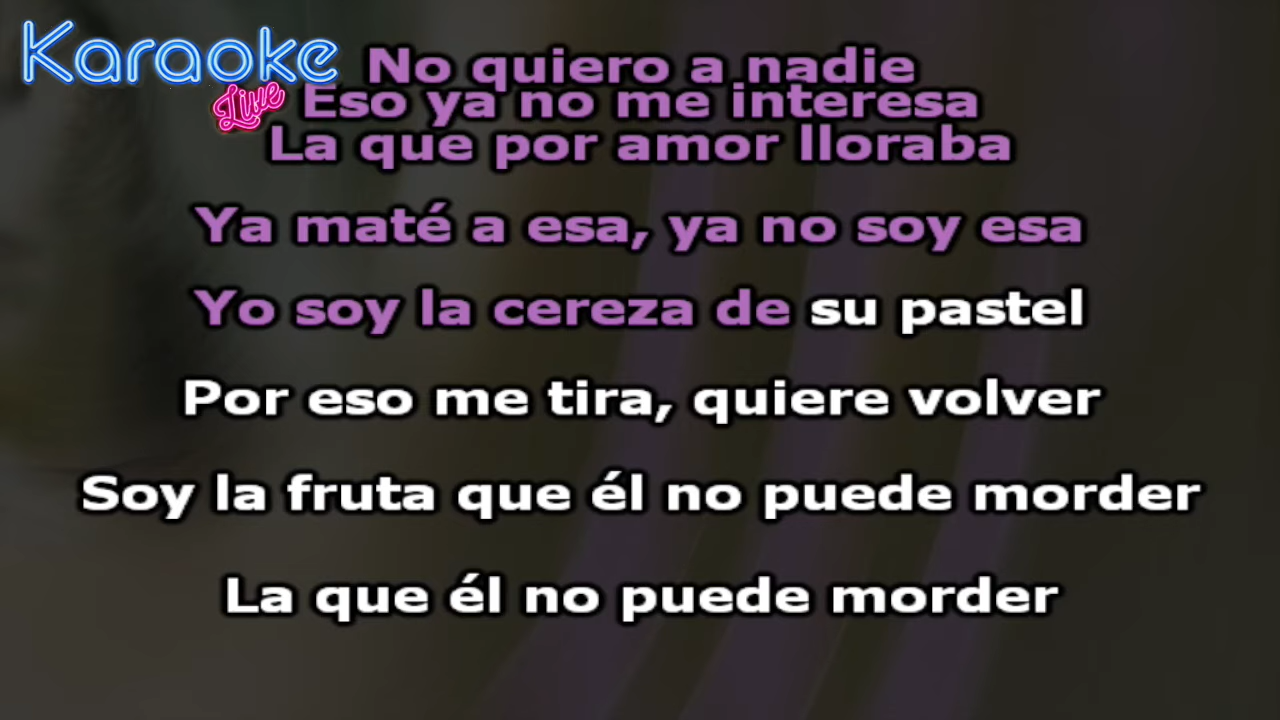 Karaoke
Live
No quiero a nadie
Eso ya no me interesa
La que por amor lloraba
Ya maté a esa, ya no soy esa
Yo soy la cereza de su pastel
Por eso me tira, quiere volver
Soy la fruta que él no puede morder
La que él no puede morder